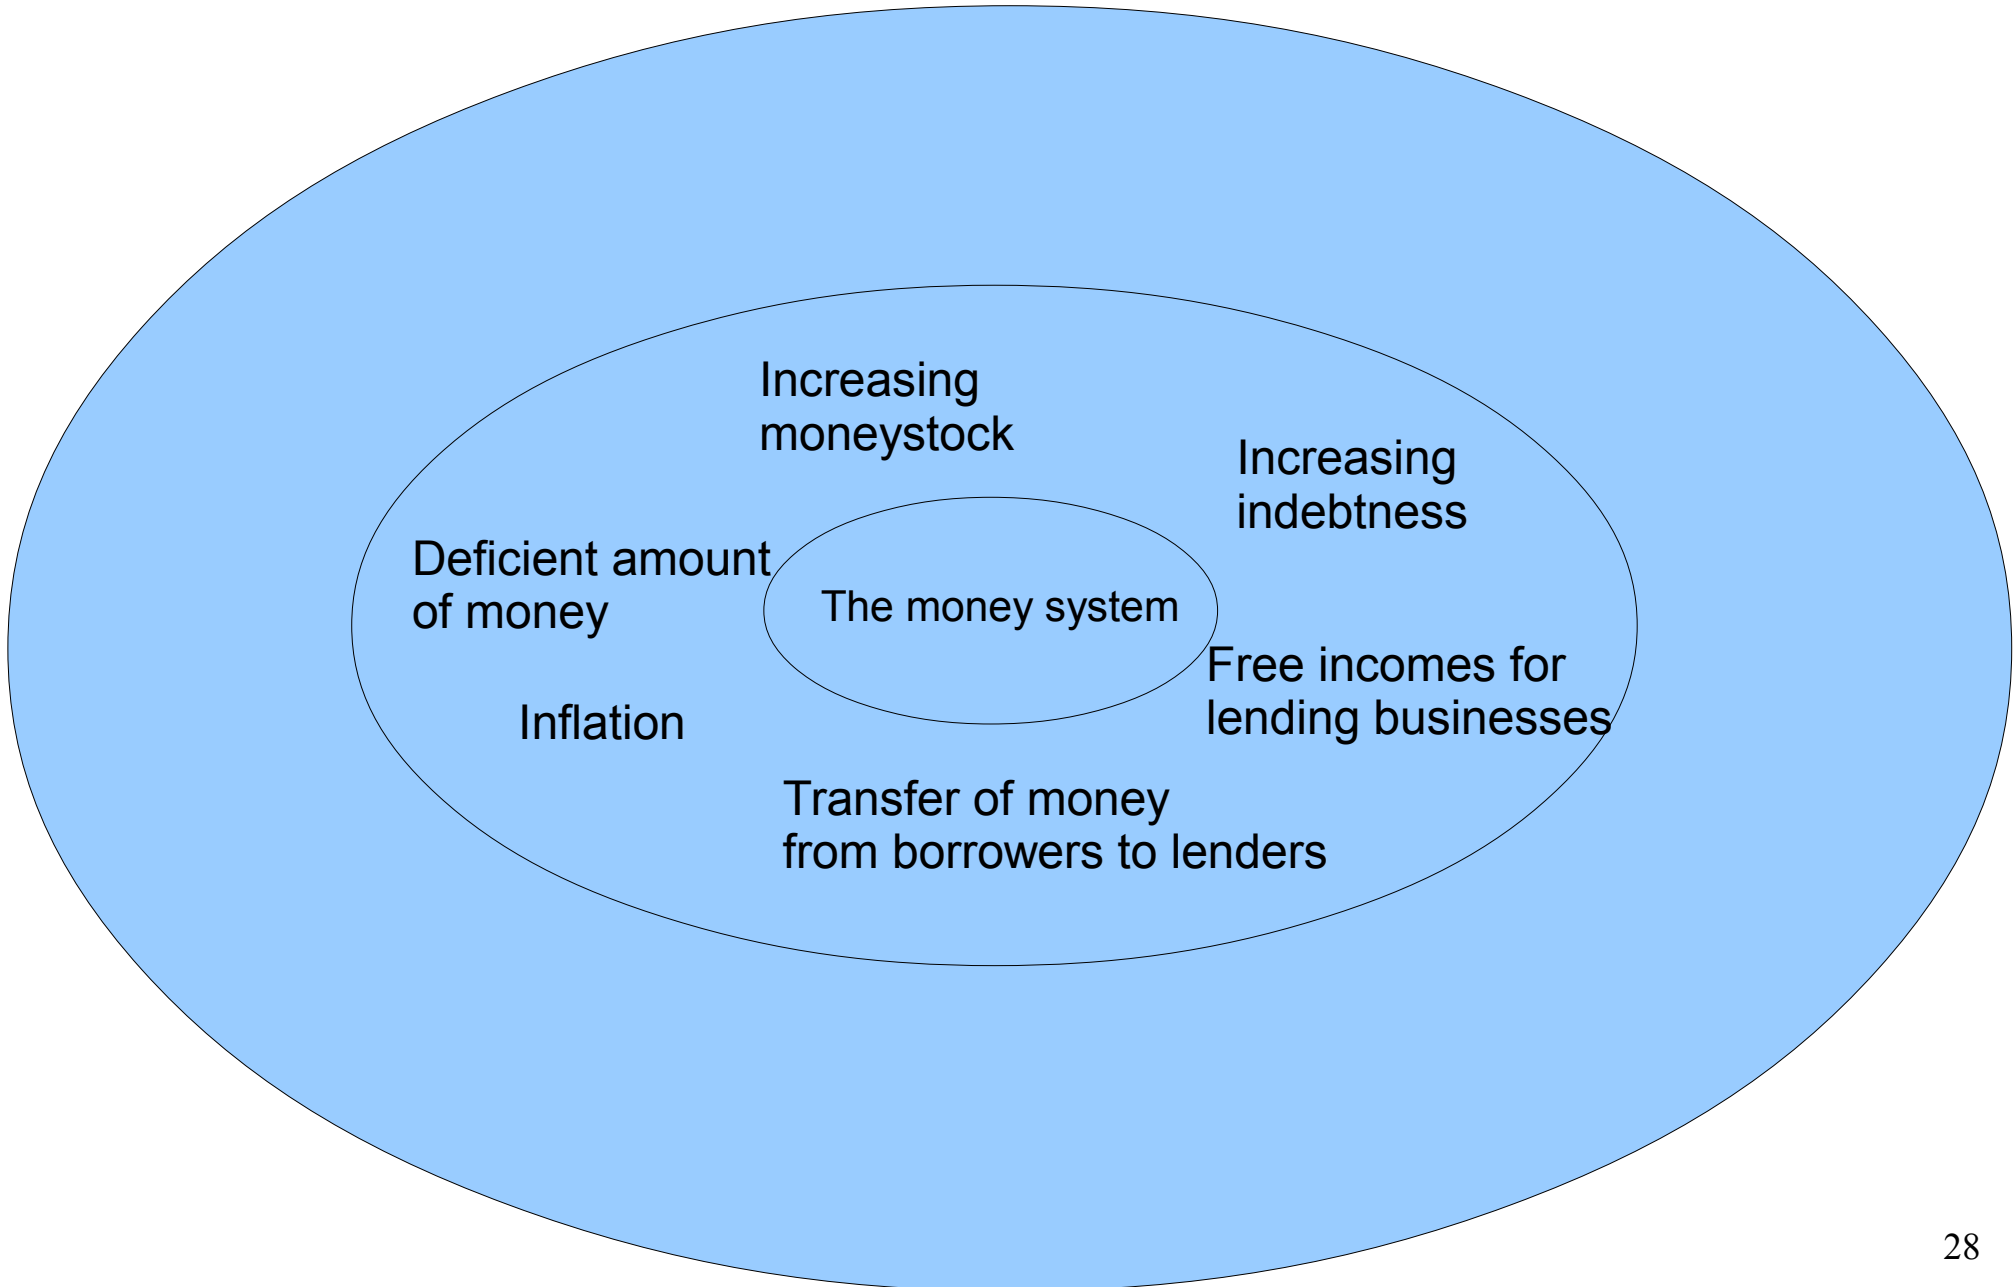 Increasing
moneystock
Increasing
indebtness
Deficient amount
of money
The money system
Free incomes for
lending businesses
Inflation
Transfer of money
from borrowers to lenders
28